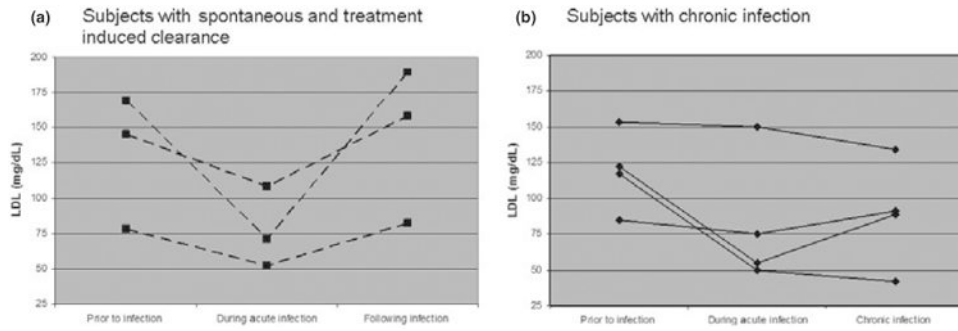 (a) Subjects with spontaneous and treatment
induced clearance
200
175
150
125
100
75
50
25
LDL (mg/dL)
Prior to infection During acute infection Following infection
(b) Subjects with chronic infection
200
175
150
125
100
75
50
25
LDL (mg/dL)
Prior to infection During acute infection Chronic infection